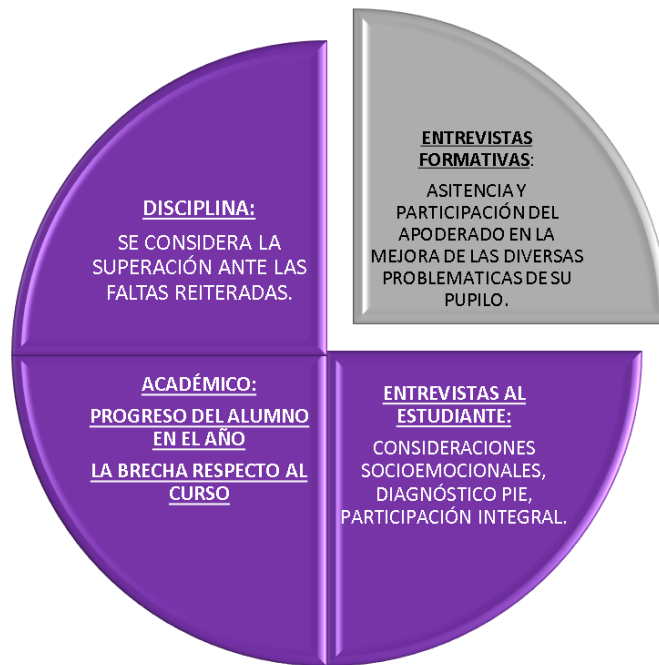 DISCIPLINA:
SE CONSIDERA LA
SUPERACIÓN ANTE LAS
FALTAS REITERADAS.
ENTREVISTAS
FORMATIVAS:
ASITENCIA Y
PARTICIPACIÓN DEL
APODERADO EN LA
MEJORA DE LAS DIVERSAS
PROBLEMATICAS DE SU
PUPILO.
ACADÉMICO:
PROGRESO DEL ALUMNO
EN EL AÑO
LA BRECHA RESPECTO AL
CURSO
ENTREVISTAS AL
ESTUDIANTE:
CONSIDERACIONES
SOCIOEMOCIONALES,
DIAGNÓSTICO PIE,
PARTICIPACIÓN INTEGRAL.